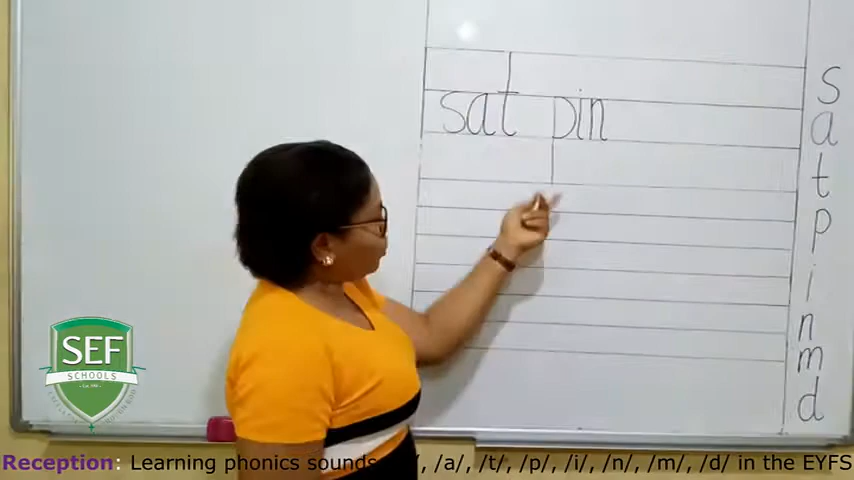 sat pin
s
a
t
p
i
n
m
d
SEF
SCHOOLS
Reception: Learning phonics sounds /, /a/, /t/, /p/, /i/, /n/, /m/, /d/ in the EYFS